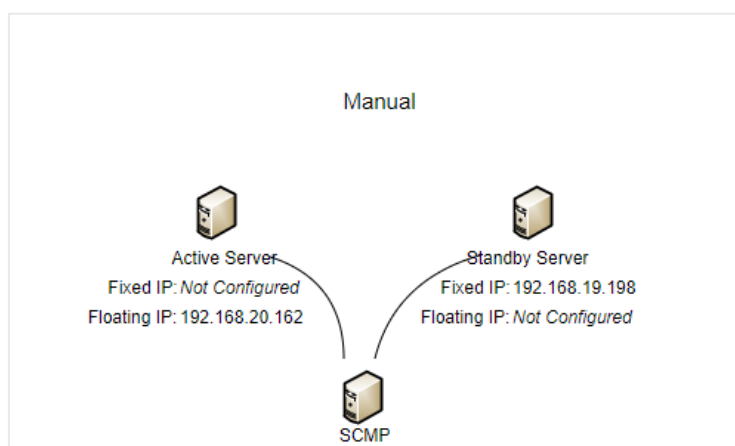 Manual
Active Server
Standby Server
Fixed IP: Not Configured
Fixed IP: 192.168.19.198
Floating IP: 192.168.20.162
Floating IP: Not Configured
SCMP